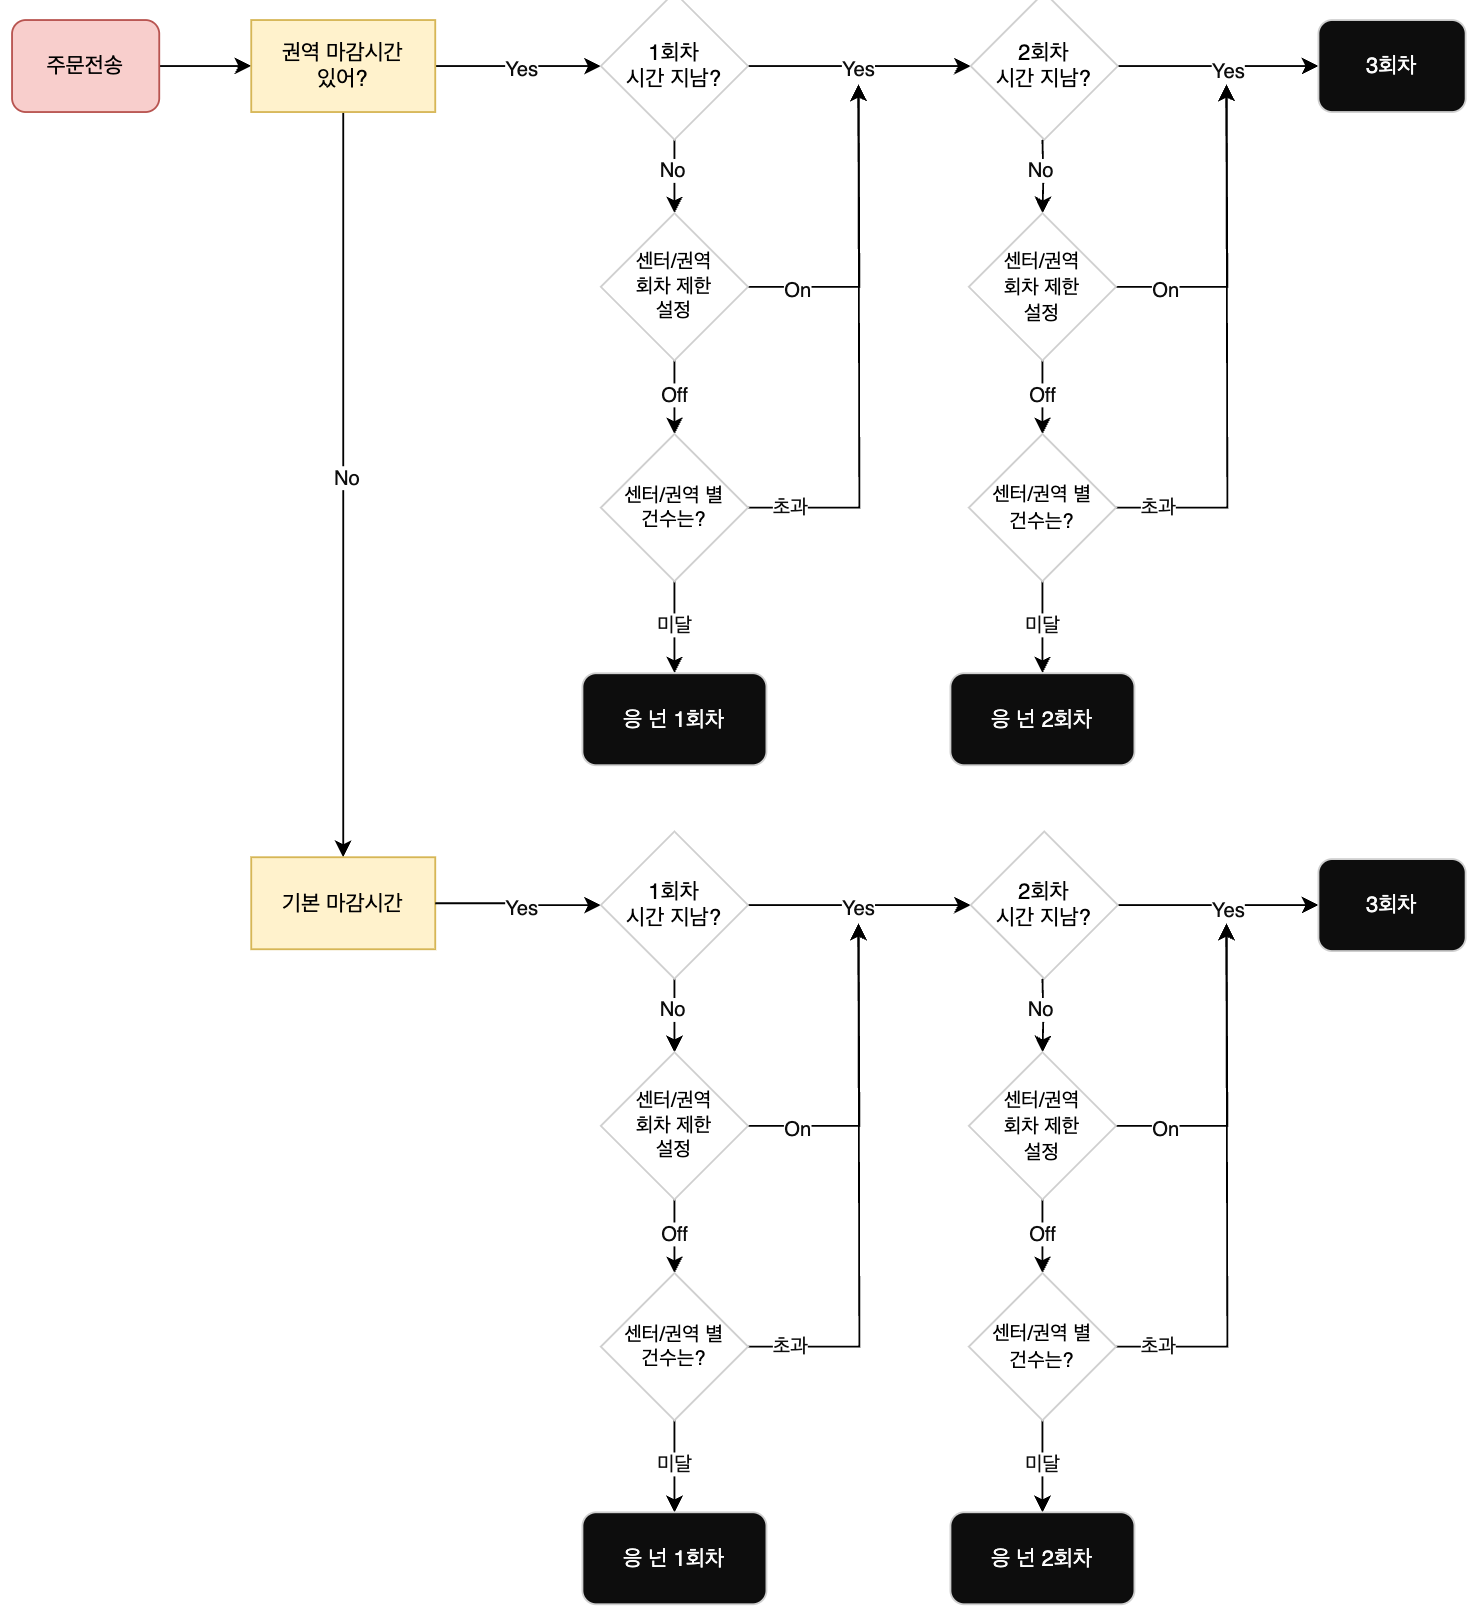 주문전송
권역 마감시간
있어?
Yes
1회차
시간 지남?
Yes
2회차
시간 지남?
Yes
3회차
No
No
센터/권역
회차 제한
설정
On
센터/권역
회차 제한
설정
On
Off
Off
No
센터/권역 별
건수는?
초과
센터/권역 별
건수는?
초과
미달
미달
응 넌 1회차
응 넌 2회차
기본 마감시간
Yes
1회차
시간 지남?
Yes
2회차
시간 지남?
Yes
3회차
No
No
센터/권역
회차 제한
설정
On
센터/권역
회차 제한
설정
On
Off
Off
센터/권역 별
건수는?
초과
센터/권역 별
건수는?
초과
미달
미달
응 넌 1회차
응 넌 2회차